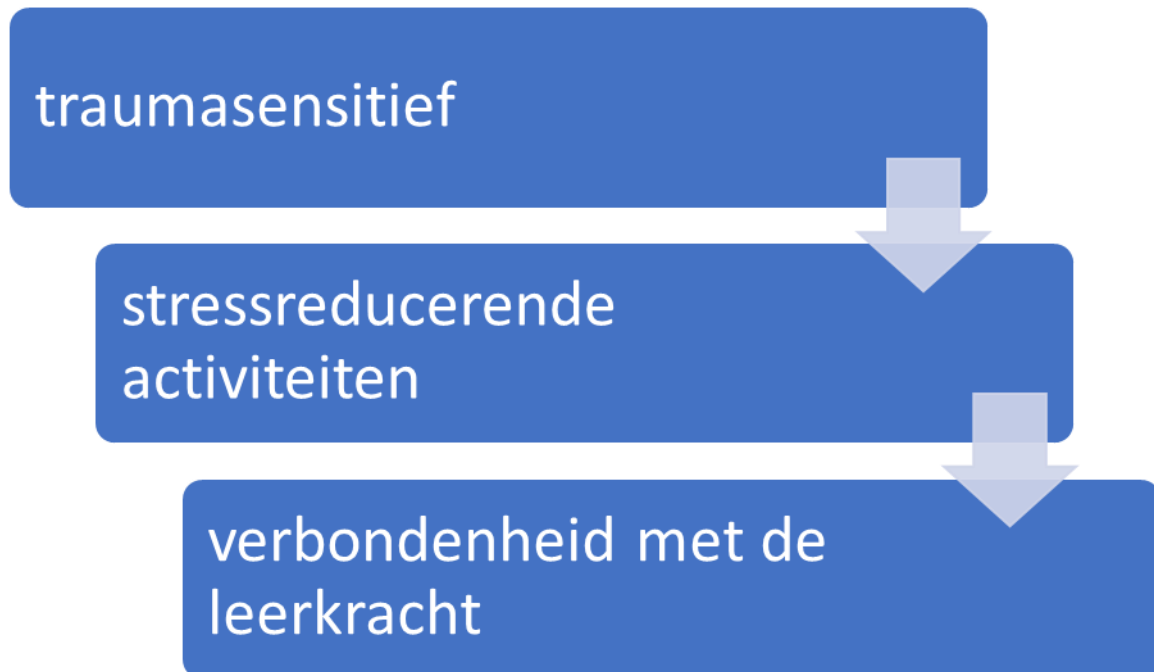 traumasensitief
stressreducerende
activiteiten
verbondenheid met de
leerkracht